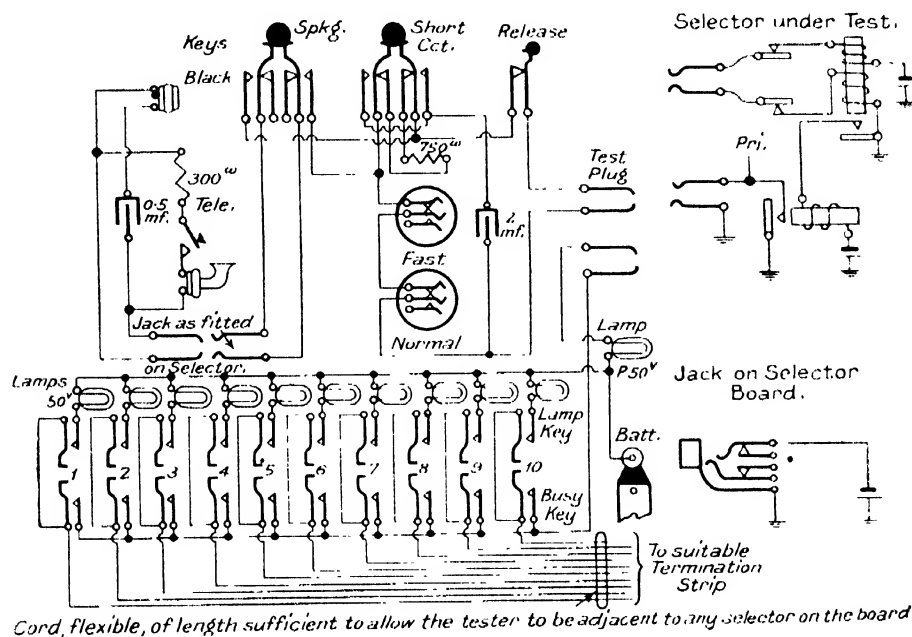 Keys
Spkg.
Short
Cct.
Release
Black
750ω
300ω
0·5
mf.
Tele.
2
mf.
Fast
Normal
Test
Plug
Selector under Test.
Pri.
Jack as fitted
on Selector.
Lamps
50v
Lamp
P50v
Lamp
Key
Batt.
Jack on Selector
Board.
1 2 3 4 5 6 7 8 9 10
Busy
Key
To suitable
Termination
Strip
Cord, flexible, of length sufficient to allow the tester to be adjacent to any selector on the board